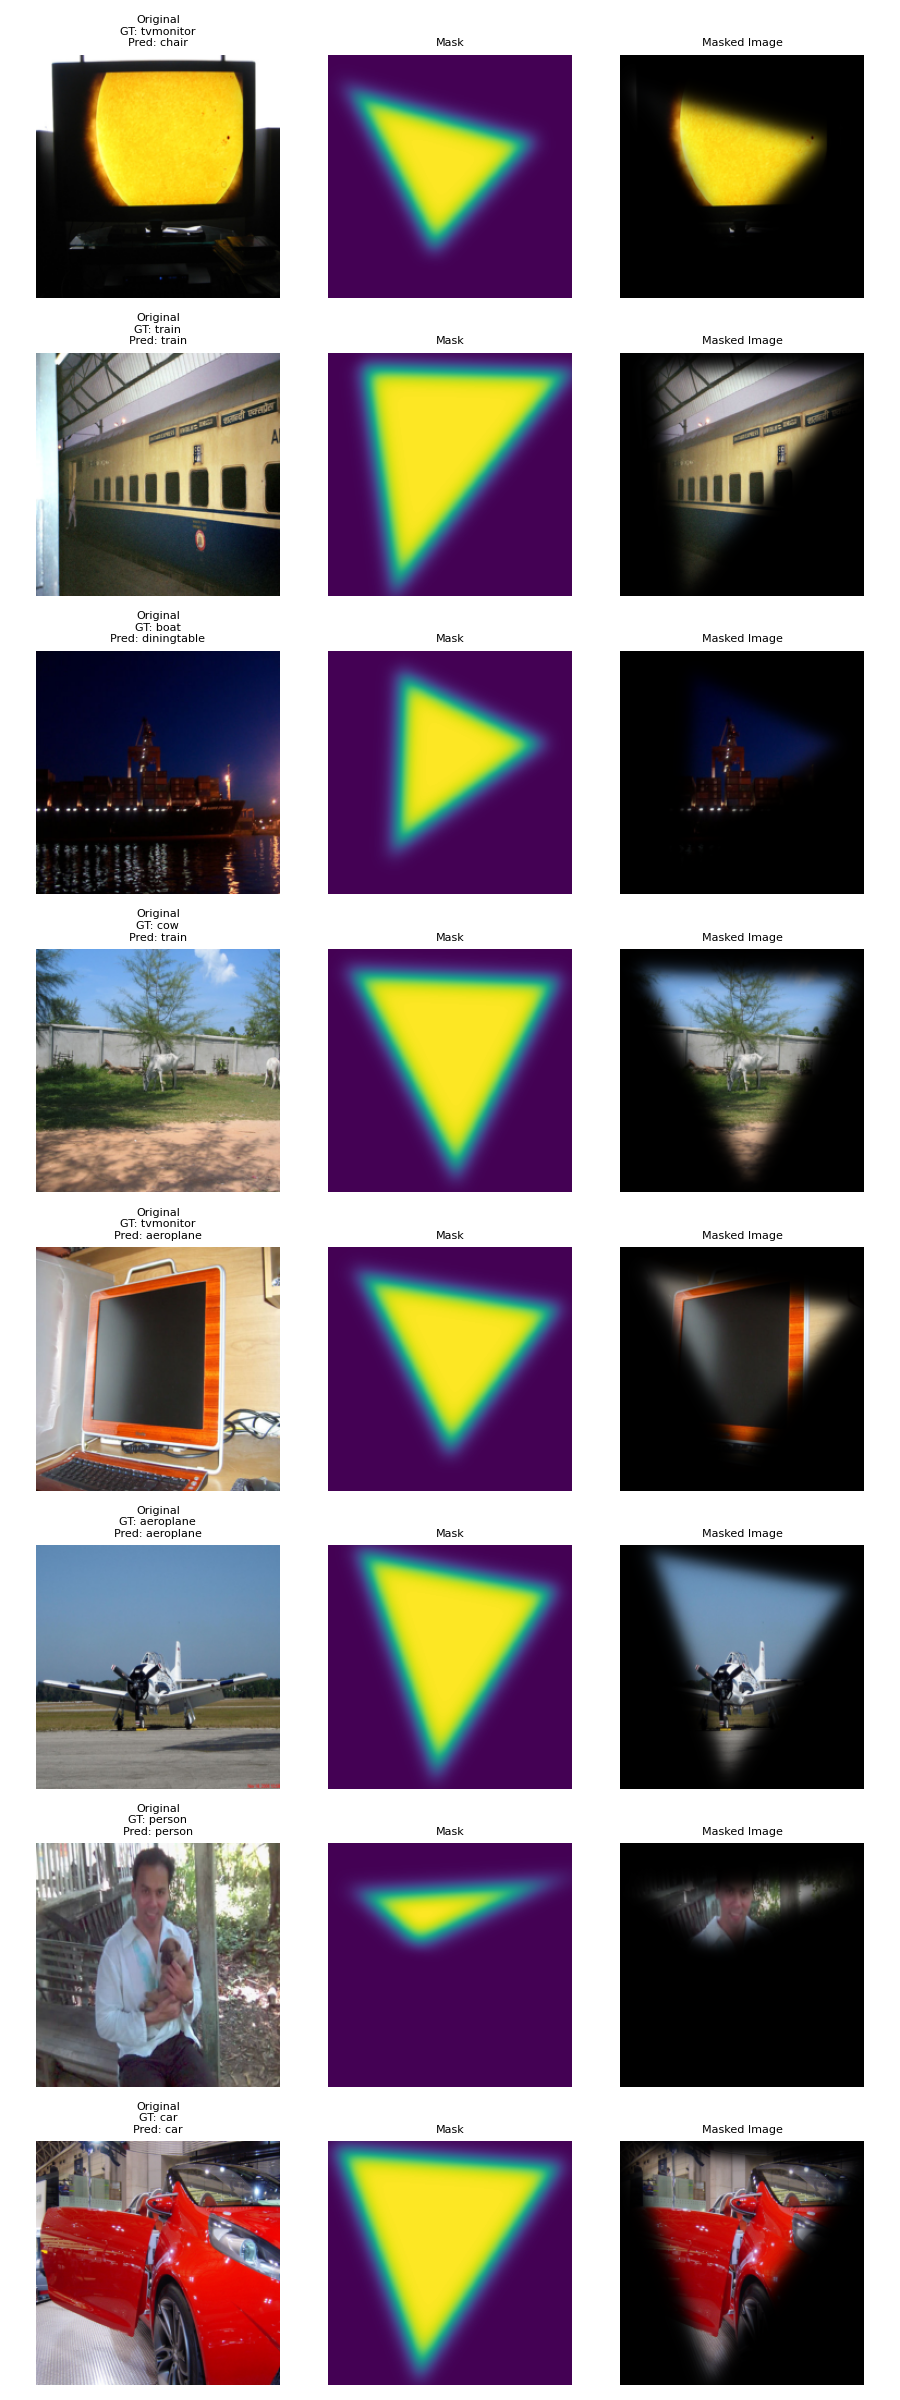 Original
GT: tvmonitor
Pred: chair
Mask
Masked Image
Original
GT: train
Pred: train
Mask
Masked Image
Original
GT: boat
Pred: diningtable
Mask
Masked Image
Original
GT: cow
Pred: train
Mask
Masked Image
Original
GT: tvmonitor
Pred: aeroplane
Mask
Masked Image
Original
GT: aeroplane
Pred: aeroplane
Mask
Masked Image
Original
GT: person
Pred: person
Mask
Masked Image
Original
GT: car
Pred: car
Mask
Masked Image